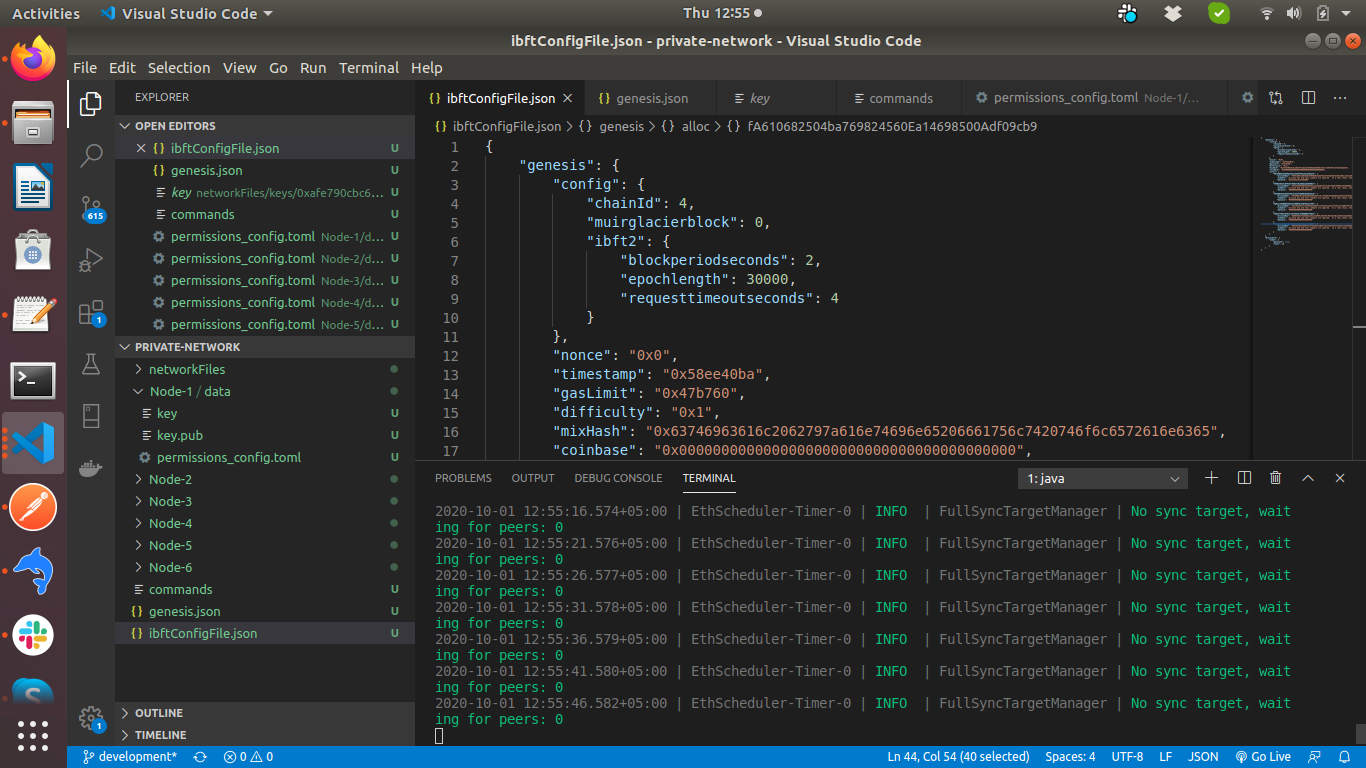 Activities
Visual Studio Code
Thu 12:55
ibftConfigFile.json - private-network - Visual Studio Code
File Edit Selection View Go Run Terminal Help
EXPLORER
OPEN EDITORS
ibftConfigFile.json U
genesis.json U
key networkFiles/keys/0xafe790cbc6... U
commands U
permissions_config.toml Node-1/d... U
permissions_config.toml Node-2/d... U
permissions_config.toml Node-3/d... U
permissions_config.toml Node-4/d... U
permissions_config.toml Node-5/d... U
PRIVATE-NETWORK
networkFiles
Node-1 / data
key U
key.pub U
permissions_config.toml U
Node-2
Node-3
Node-4
Node-5
Node-6
commands U
{} genesis.json U
{} ibftConfigFile.json U
OUTLINE
TIMELINE
615
1
1
{} ibftConfigFile.json {} genesis.json key commands permissions_config.toml Node-1/...
{} ibftConfigFile.json > {} genesis > {} alloc > {} fA610682504ba769824560Ea14698500Adf09cb9
1 {
2 "genesis": {
3 "config": {
4 "chainId": 4,
5 "muirglacierblock": 0,
6 "ibft2": {
7 "blockperiodseconds": 2,
8 "epochlength": 30000,
9 "requesttimeoutseconds": 4
10 }
11 },
12 "nonce": "0x0",
13 "timestamp": "0x58ee40ba",
14 "gasLimit": "0x47b760",
15 "difficulty": "0x1",
16 "mixHash": "0x63746963616c2062797a616e74696e65206661756c7420746f6c6572616e6365",
17 "coinbase": "0x0000000000000000000000000000000000000000",
PROBLEMS OUTPUT DEBUG CONSOLE TERMINAL
1: java
2020-10-01 12:55:16.574+05:00 | EthScheduler-Timer-0 | INFO | FullSyncTargetManager | No sync target, wait
ing for peers: 0
2020-10-01 12:55:21.576+05:00 | EthScheduler-Timer-0 | INFO | FullSyncTargetManager | No sync target, wait
ing for peers: 0
2020-10-01 12:55:26.577+05:00 | EthScheduler-Timer-0 | INFO | FullSyncTargetManager | No sync target, wait
ing for peers: 0
2020-10-01 12:55:31.578+05:00 | EthScheduler-Timer-0 | INFO | FullSyncTargetManager | No sync target, wait
ing for peers: 0
2020-10-01 12:55:36.579+05:00 | EthScheduler-Timer-0 | INFO | FullSyncTargetManager | No sync target, wait
ing for peers: 0
2020-10-01 12:55:41.580+05:00 | EthScheduler-Timer-0 | INFO | FullSyncTargetManager | No sync target, wait
ing for peers: 0
2020-10-01 12:55:46.582+05:00 | EthScheduler-Timer-0 | INFO | FullSyncTargetManager | No sync target, wait
ing for peers: 0
development* 0 0 Ln 44, Col 54 (40 selected) Spaces: 4 UTF-8 LF JSON Go Live